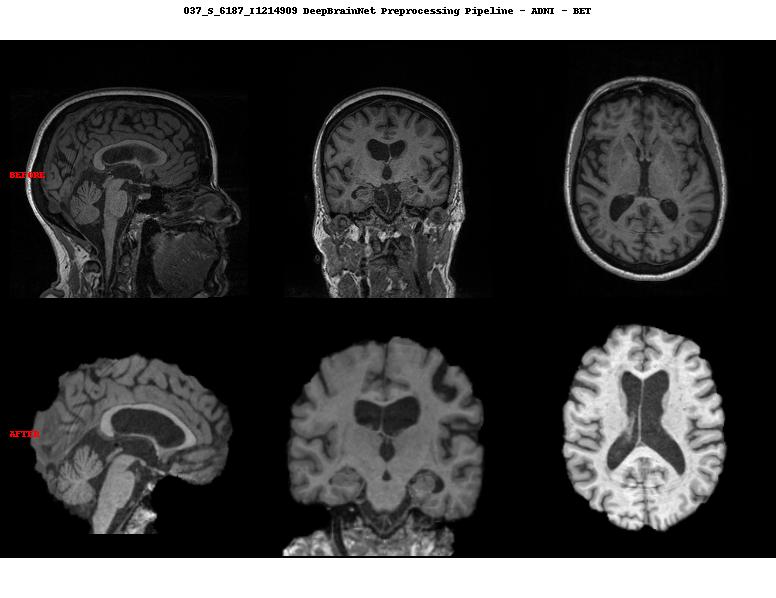 037_S_6187_I1214909 DeepBrainNet Preprocessing Pipeline - ADNI - BET
BEFORE
AFTER